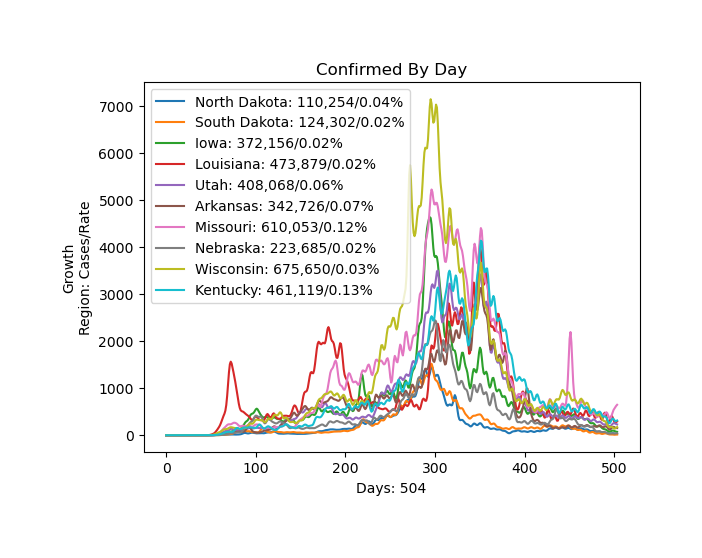 Confirmed By Day
Growth
Region: Cases/Rate
7000
6000
5000
4000
3000
2000
1000
0
North Dakota: 110,254/0.04%
South Dakota: 124,302/0.02%
Iowa: 372,156/0.02%
Louisiana: 473,879/0.02%
Utah: 408,068/0.06%
Arkansas: 342,726/0.07%
Missouri: 610,053/0.12%
Nebraska: 223,685/0.02%
Wisconsin: 675,650/0.03%
Kentucky: 461,119/0.13%
0 100 200 300 400 500
Days: 504